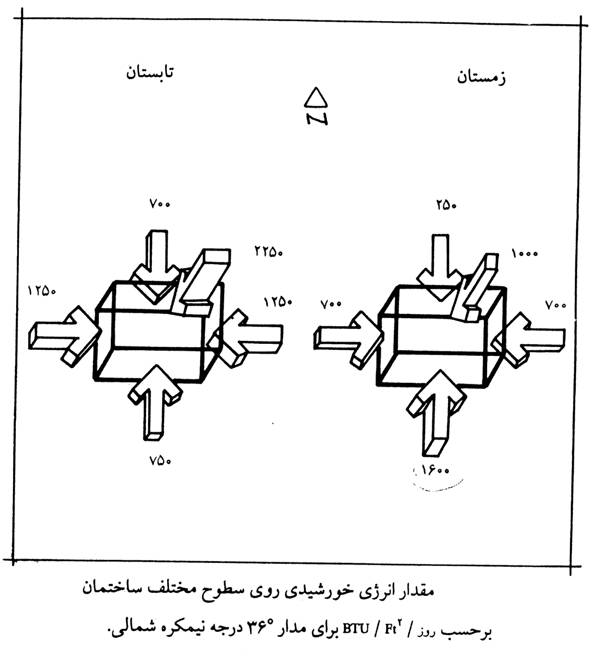 زمستان
تابستان
N
۲۵۰
۷۰۰
۱۰۰۰
۲۲۵۰
۷۰۰
۷۰۰
۱۲۵۰
۱۲۵۰
۱۶۰۰
۷۵۰
مقدار انرژی خورشیدی روی سطوح مختلف ساختمان
برحسب روز / BTU / Ft² برای مدار ۳۶° درجه نیمکره شمالی.